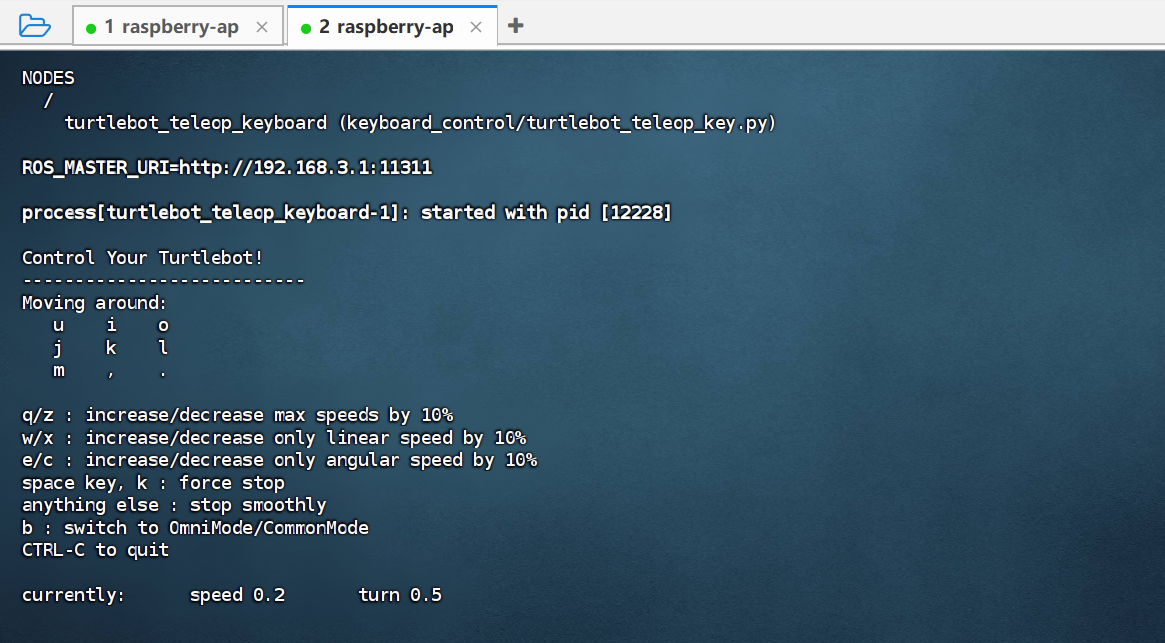 1 raspberry-ap × 2 raspberry-ap × +
NODES
/
turtlebot_teleop_keyboard (keyboard_control/turtlebot_teleop_key.py)
ROS_MASTER_URI=http://192.168.3.1:11311
process[turtlebot_teleop_keyboard-1]: started with pid [12228]
Control Your Turtlebot!
---------------------------
Moving around:
u i o
j k l
m , .
q/z : increase/decrease max speeds by 10%
w/x : increase/decrease only linear speed by 10%
e/c : increase/decrease only angular speed by 10%
space key, k : force stop
anything else : stop smoothly
b : switch to OmniMode/CommonMode
CTRL-C to quit
currently: speed 0.2 turn 0.5